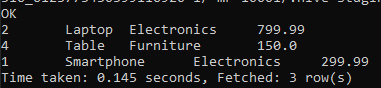 OK
2 Laptop Electronics 799.99
4 Table Furniture 150.0
1 Smartphone Electronics 299.99
Time taken: 0.145 seconds, Fetched: 3 row(s)